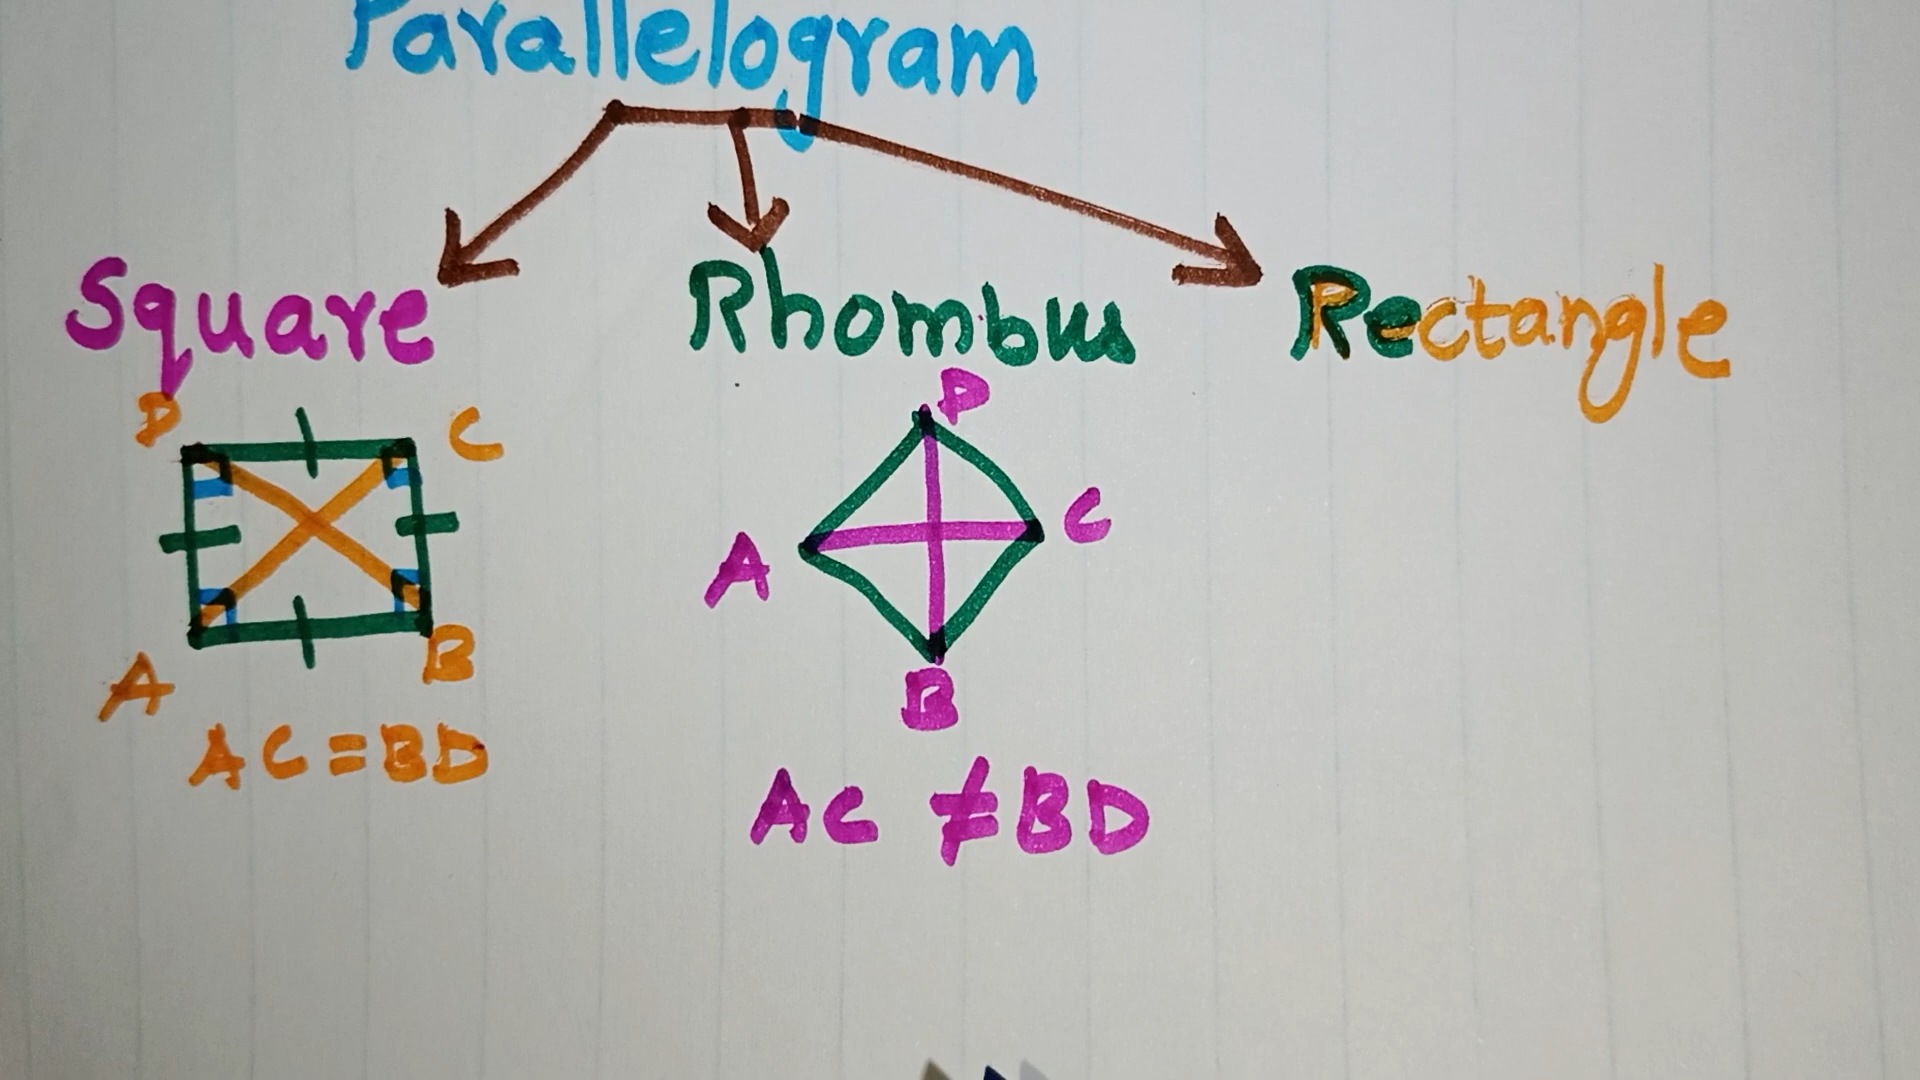 Parallelogram
Square Rhombus Rectangle
D C
A B
AC=BD
D
A C
B
AC ≠ BD